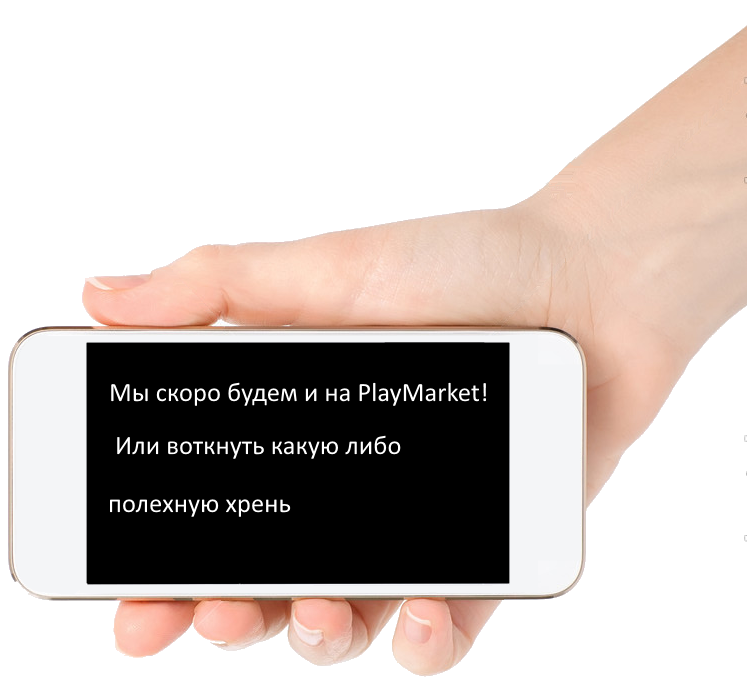 Мы скоро будем и на PlayMarket!
Или воткнуть какую либо
полехную хрень